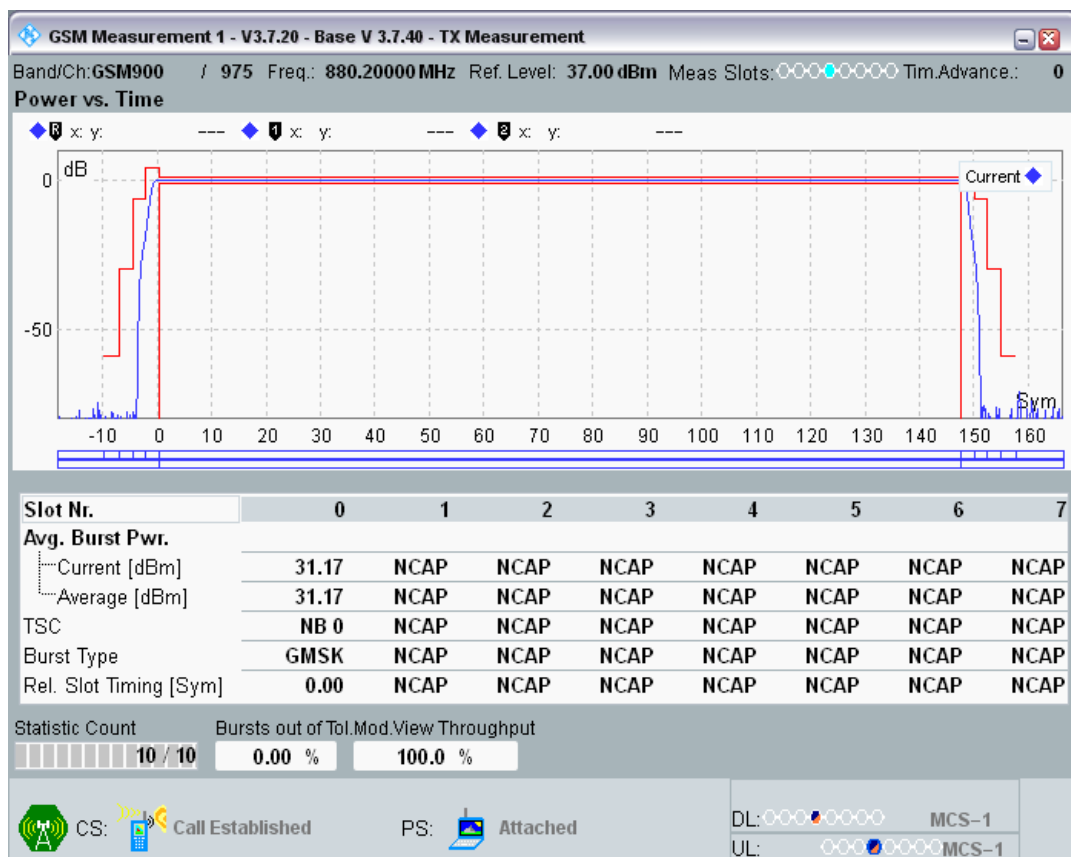 GSM Measurement 1 - V3.7.20 - Base V 3.7.40 - TX Measurement
Band/Ch:GSM900 / 975 Freq.: 880.20000 MHz Ref. Level: 37.00 dBm Meas Slots: Tim.Advance.: 0
Power vs. Time
R x: y: --- 1 x: y: --- 2 x: y: ---
dB
Current
0
-50
Sym
-10 0 10 20 30 40 50 60 70 80 90 100 110 120 130 140 150 160
Slot Nr. 0 1 2 3 4 5 6 7
Avg. Burst Pwr.
Current [dBm] 31.17 NCAP NCAP NCAP NCAP NCAP NCAP NCAP
Average [dBm] 31.17 NCAP NCAP NCAP NCAP NCAP NCAP NCAP
TSC NB 0 NCAP NCAP NCAP NCAP NCAP NCAP NCAP
Burst Type GMSK NCAP NCAP NCAP NCAP NCAP NCAP NCAP
Rel. Slot Timing [Sym] 0.00 NCAP NCAP NCAP NCAP NCAP NCAP NCAP
Statistic Count Bursts out of Tol. Mod.View Throughput
10 / 10 0.00 % 100.0 %
CS: Call Established PS: Attached DL: MCS-1
UL: MCS-1